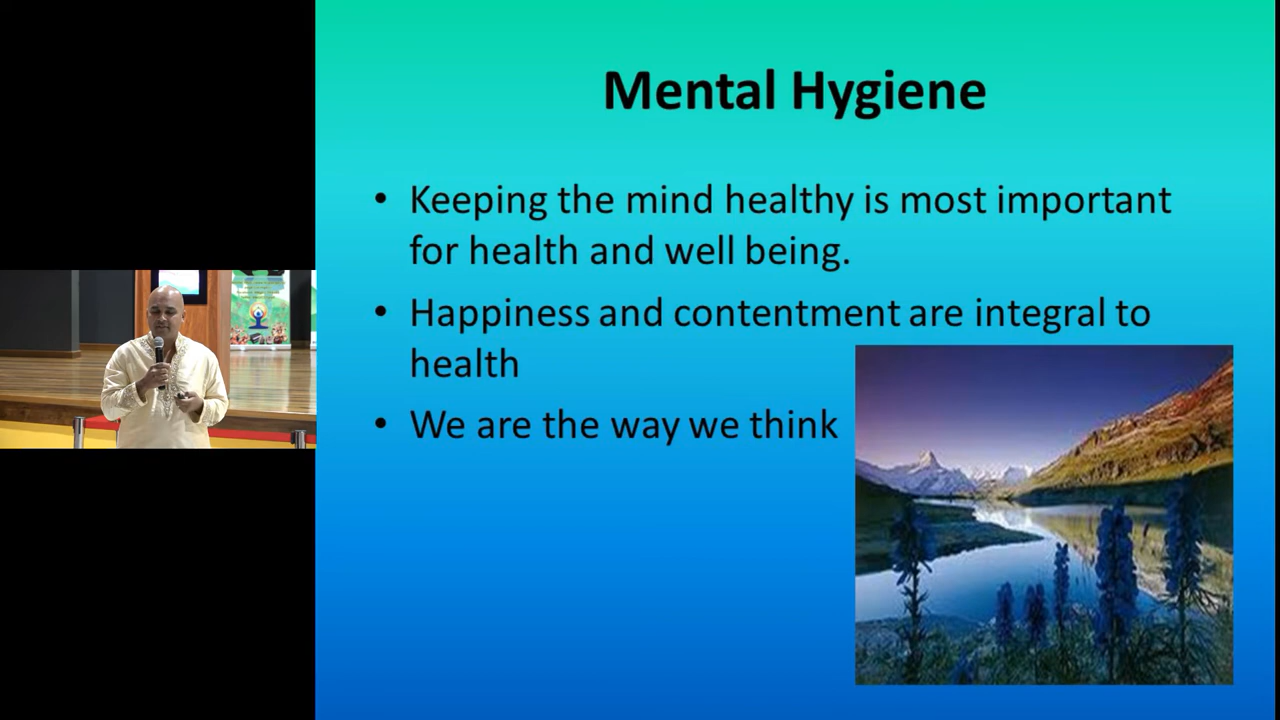 Mental Hygiene
• Keeping the mind healthy is most important
for health and well being.
• Happiness and contentment are integral to
health
• We are the way we think